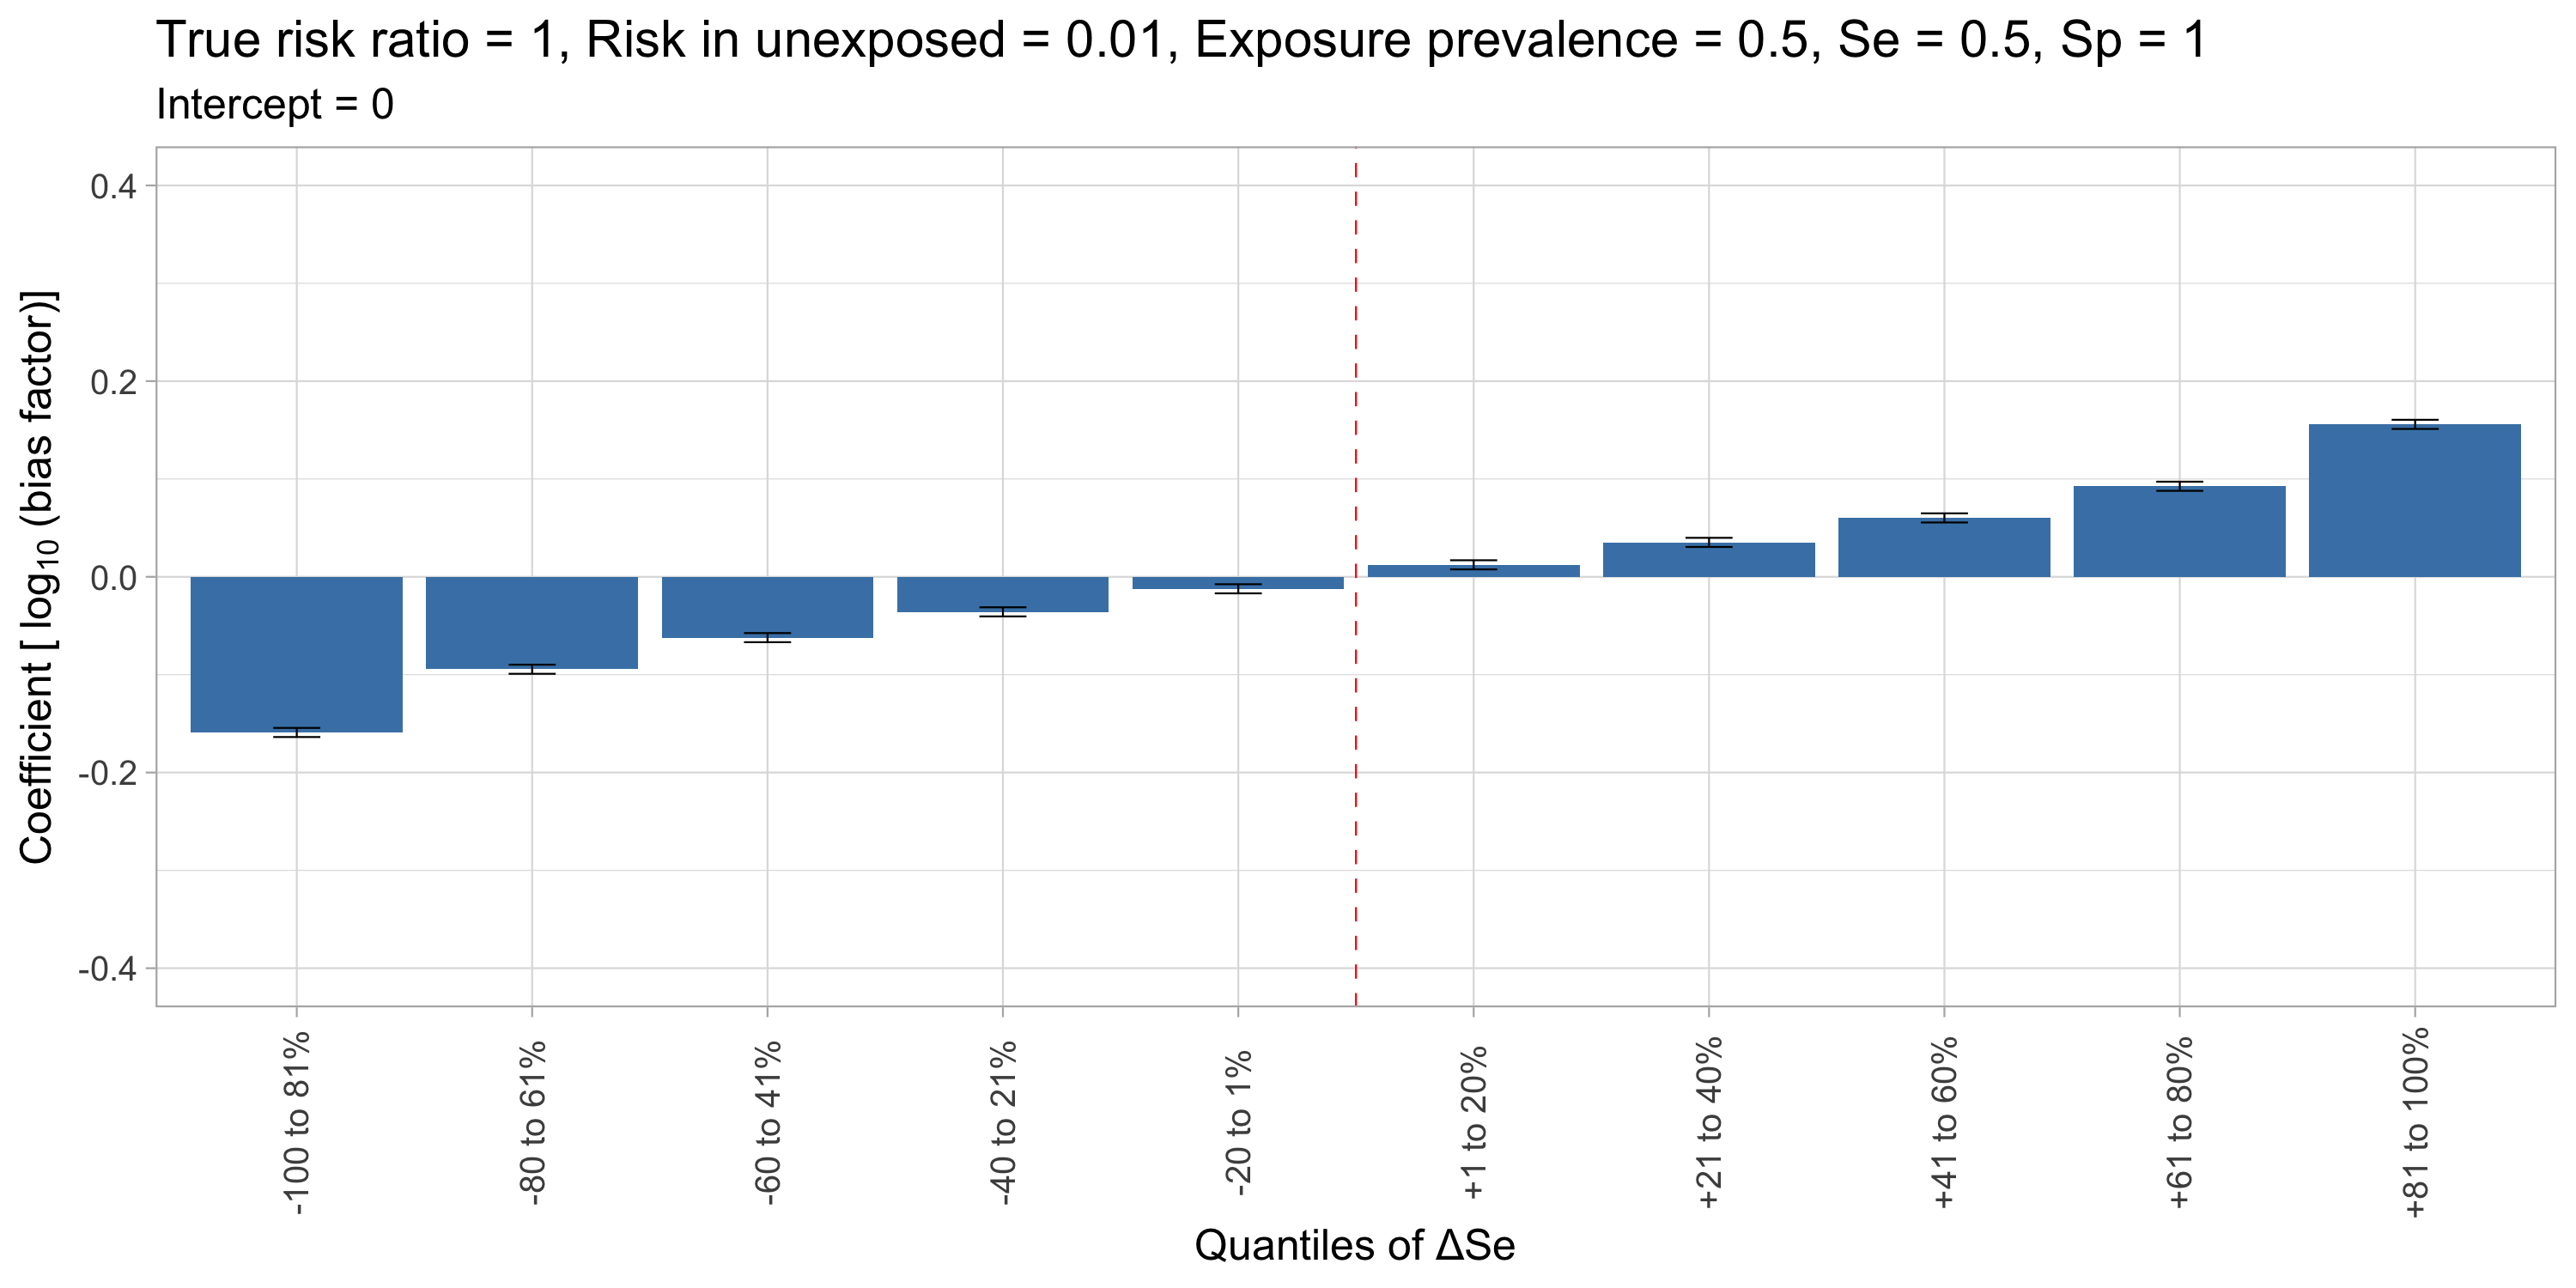 True risk ratio = 1, Risk in unexposed = 0.01, Exposure prevalence = 0.5, Se = 0.5, Sp = 1
Intercept = 0
Coefficient [ log₁₀ (bias factor)]
0.4
0.2
0.0
-0.2
-0.4
-100 to 81%
-80 to 61%
-60 to 41%
-40 to 21%
-20 to 1%
+1 to 20%
+21 to 40%
+41 to 60%
+61 to 80%
+81 to 100%
Quantiles of ΔSe